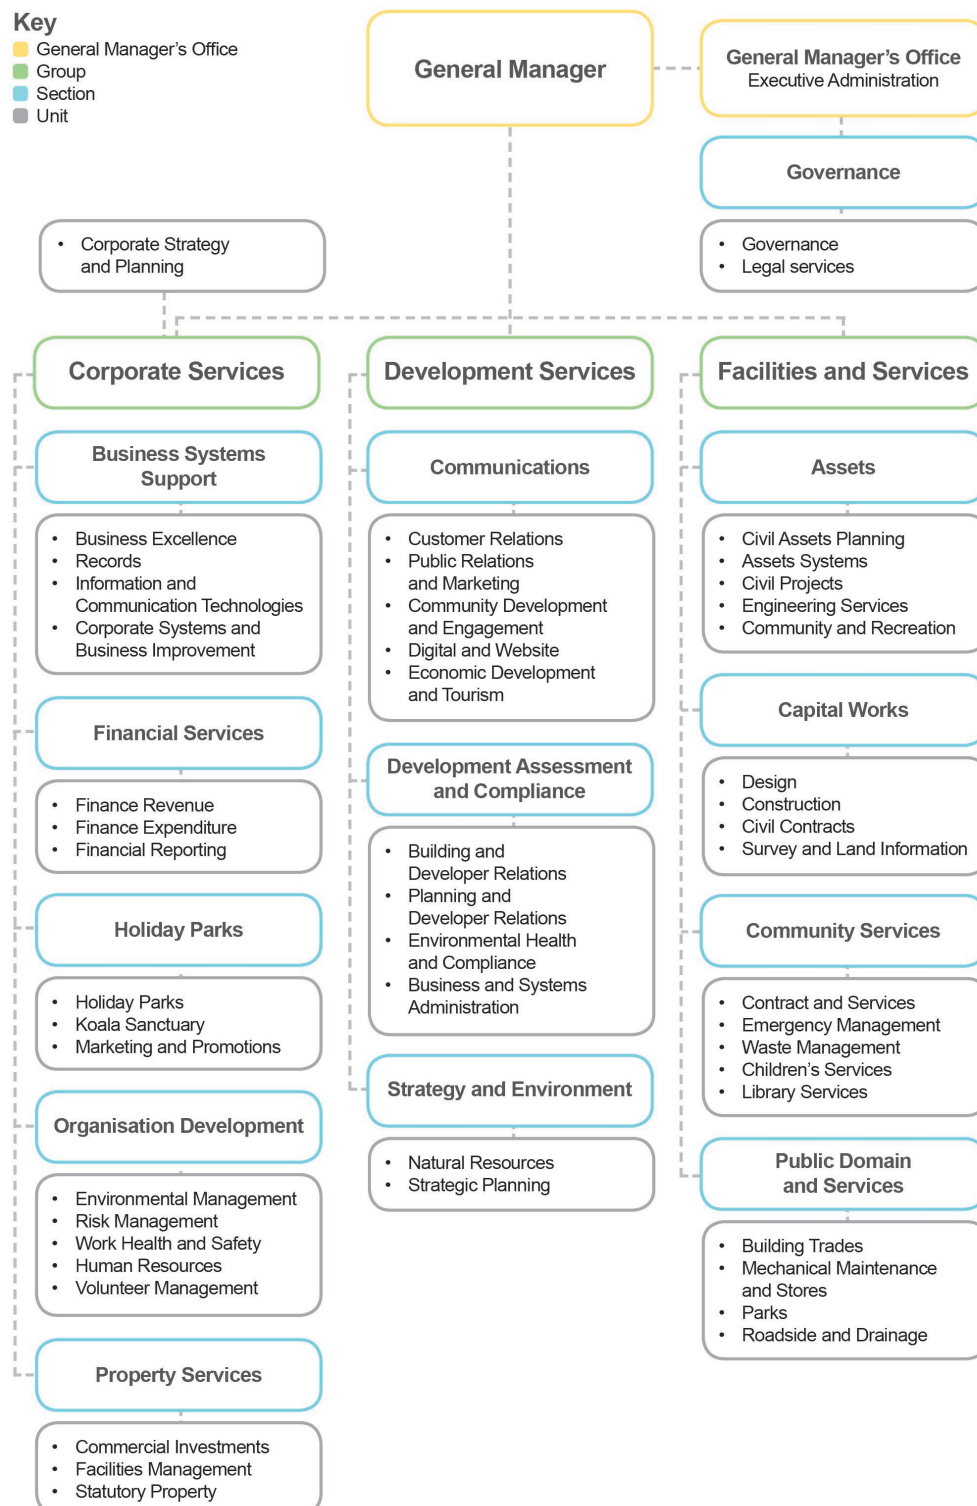 Key
General Manager's Office
Group
Section
Unit
General Manager
General Manager's Office
Executive Administration
Governance
• Governance
• Legal services
• Corporate Strategy
and Planning
Corporate Services
Business Systems
Support
• Business Excellence
• Records
• Information and
Communication Technologies
• Corporate Systems and
Business Improvement
Financial Services
• Finance Revenue
• Finance Expenditure
• Financial Reporting
Holiday Parks
• Holiday Parks
• Koala Sanctuary
• Marketing and Promotions
Organisation Development
• Environmental Management
• Risk Management
• Work Health and Safety
• Human Resources
• Volunteer Management
Property Services
• Commercial Investments
• Facilities Management
• Statutory Property
Development Services
Communications
• Customer Relations
• Public Relations
and Marketing
• Community Development
and Engagement
• Digital and Website
• Economic Development
and Tourism
Development Assessment
and Compliance
• Building and
Developer Relations
• Planning and
Developer Relations
• Environmental Health
and Compliance
• Business and Systems
Administration
Strategy and Environment
• Natural Resources
• Strategic Planning
Facilities and Services
Assets
• Civil Assets Planning
• Assets Systems
• Civil Projects
• Engineering Services
• Community and Recreation
Capital Works
• Design
• Construction
• Civil Contracts
• Survey and Land Information
Community Services
• Contract and Services
• Emergency Management
• Waste Management
• Children's Services
• Library Services
Public Domain
and Services
• Building Trades
• Mechanical Maintenance
and Stores
• Parks
• Roadside and Drainage